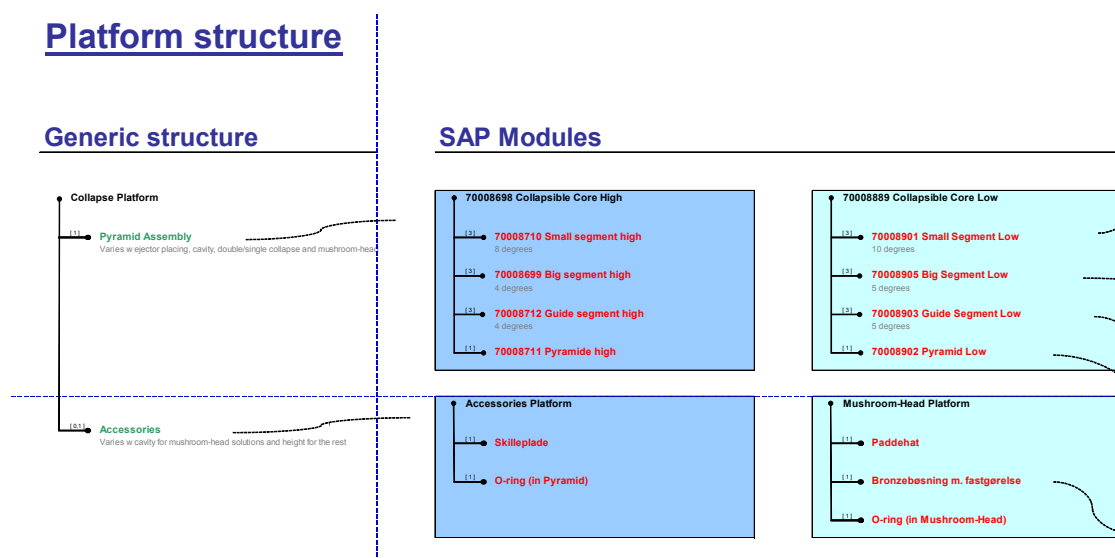 Platform structure
Generic structure
SAP Modules
Collapse Platform
[1]
Pyramid Assembly
Varies w ejector placing, cavity, double/single collapse and mushroom-head
[0,1]
Accessories
Varies w cavity for mushroom-head solutions and height for the rest
70008698 Collapsible Core High
[3]
70008710 Small segment high
8 degrees
[3]
70008699 Big segment high
4 degrees
[3]
70008712 Guide segment high
4 degrees
[1]
70008711 Pyramide high
70008889 Collapsible Core Low
[3]
70008901 Small Segment Low
10 degrees
[3]
70008905 Big Segment Low
5 degrees
[3]
70008903 Guide Segment Low
5 degrees
[1]
70008902 Pyramid Low
Accessories Platform
[1]
Skilleplade
[1]
O-ring (in Pyramid)
Mushroom-Head Platform
[1]
Paddehat
[1]
Bronzebøsning m. fastgørelse
[1]
O-ring (in Mushroom-Head)